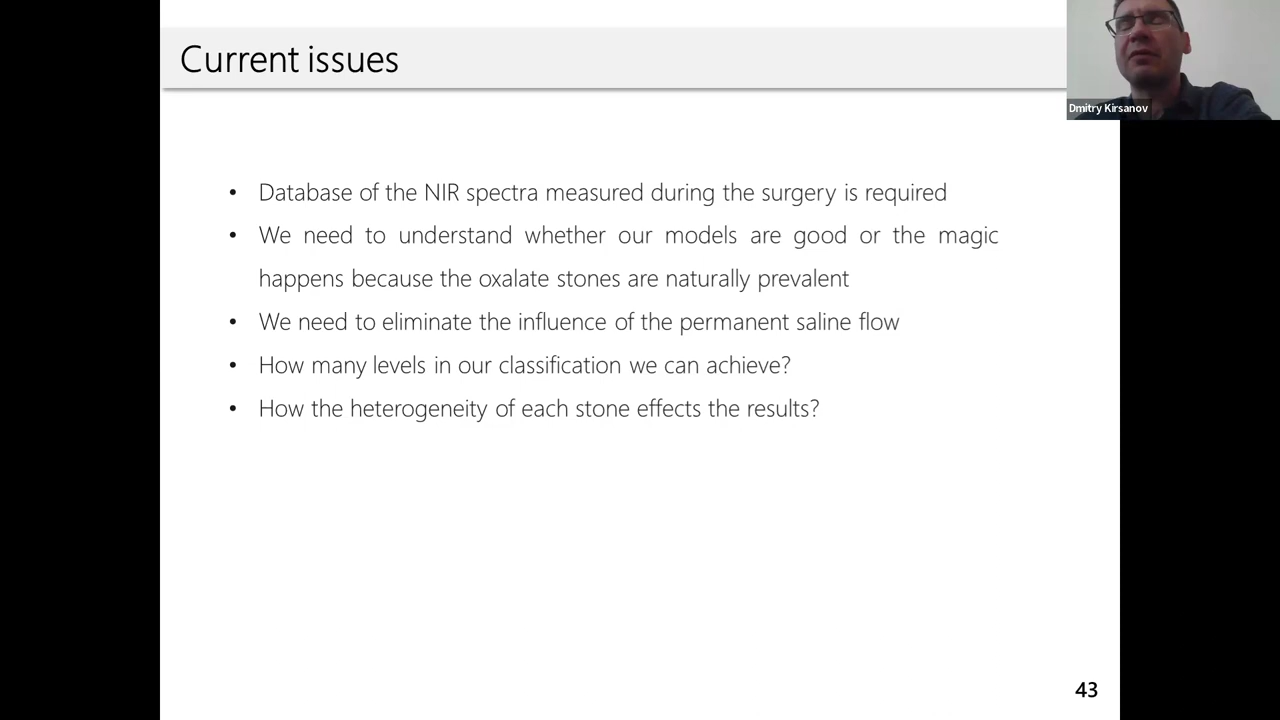 Current issues
Dmitry Kirsanov
• Database of the NIR spectra measured during the surgery is required
• We need to understand whether our models are good or the magic
happens because the oxalate stones are naturally prevalent
• We need to eliminate the influence of the permanent saline flow
• How many levels in our classification we can achieve?
• How the heterogeneity of each stone effects the results?
43